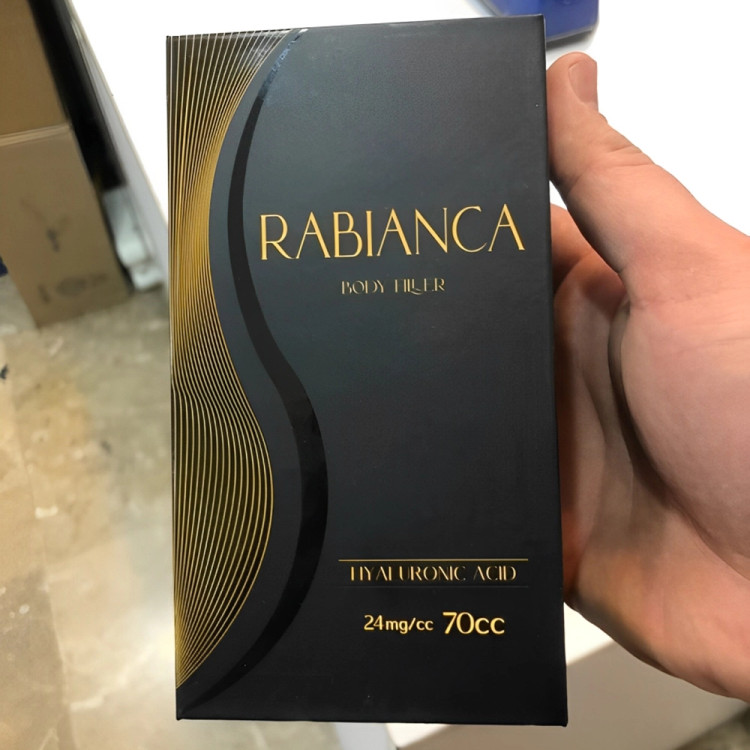 RABIANCA
BODY FILLER
HYALURONIC ACID
24mg/cc 70cc